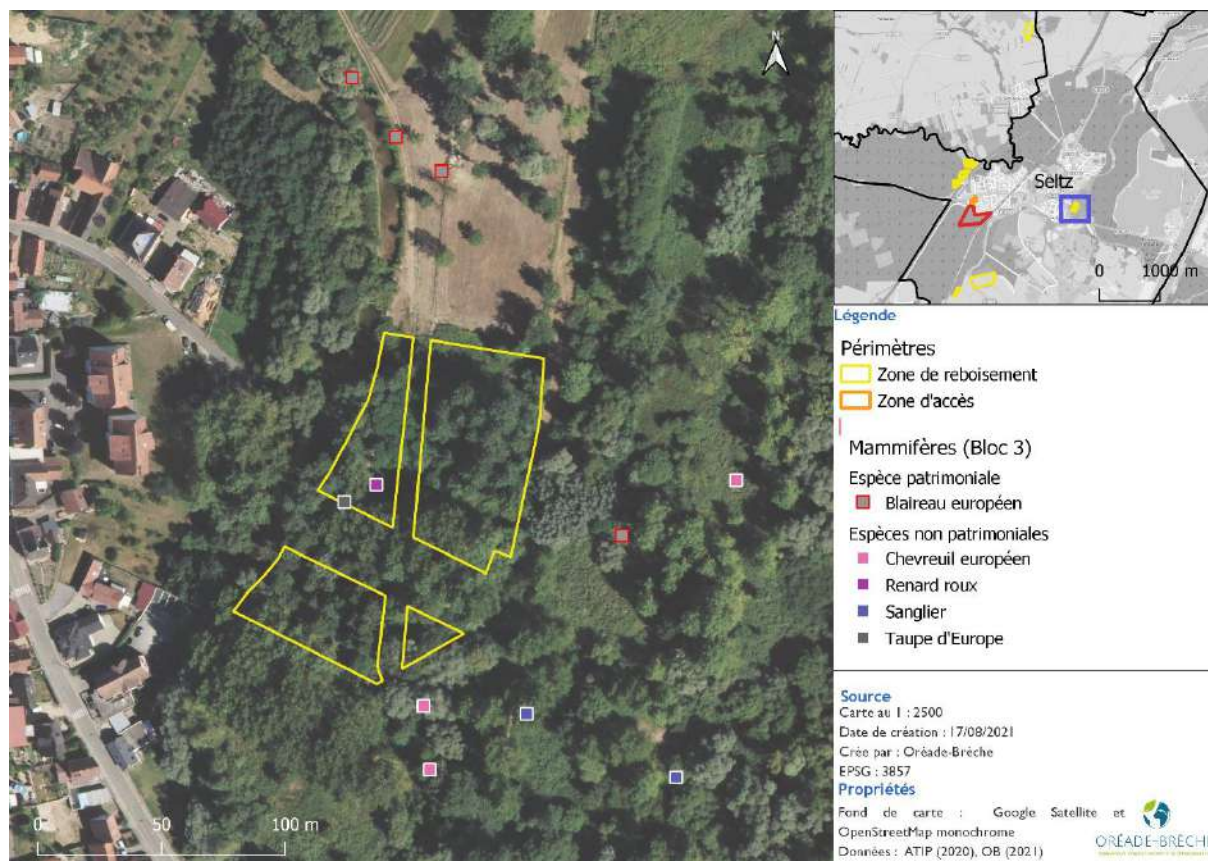 N
Seltz
0 1000 m
Légende
Périmètres
Zone de reboisement
Zone d'accès
Mammifères (Bloc 3)
Espèce patrimoniale
Blaireau européen
Espèces non patrimoniales
Chevreuil européen
Renard roux
Sanglier
Taupe d'Europe
Source
Carte au 1 : 2500
Date de création : 17/08/2021
Crée par : Oréade-Brèche
EPSG : 3857
Propriétés
Fond de carte : Google Satellite et
OpenStreetMap monochrome
Données : ATIP (2020), OB (2021)
ORÉADE-BRÈCHE
0 50 100 m